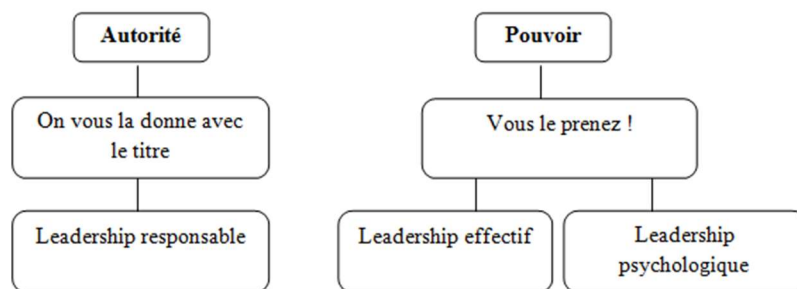 Autorité
On vous la donne avec
le titre
Leadership responsable
Pouvoir
Vous le prenez !
Leadership effectif
Leadership
psychologique